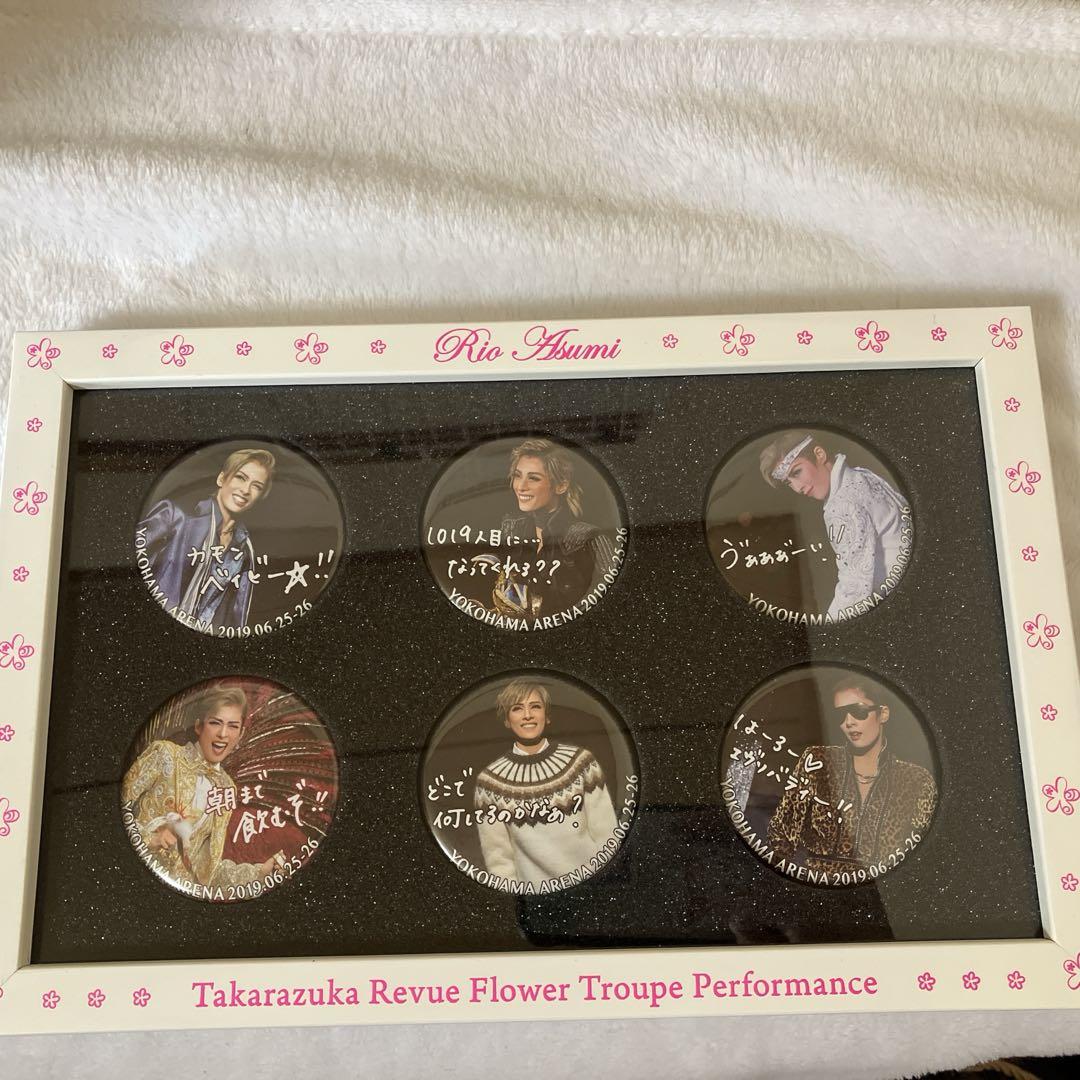 Rio Asumi
カモン
ベイビー☆!!
YOKOHAMA ARENA 2019.06.25-26
1019人目に…
なってくれる??
YOKOHAMA ARENA 2019.06.25-26
ゔぁぁぁー!!
YOKOHAMA ARENA 2019.06.25-26
朝まで
飲むぞ!!
YOKOHAMA ARENA 2019.06.25-26
どこで
何してるのかなぁ?
YOKOHAMA ARENA 2019.06.25-26
はーろー♡
エヴリバディー!!
YOKOHAMA ARENA 2019.06.25-26
Takarazuka Revue Flower Troupe Performance